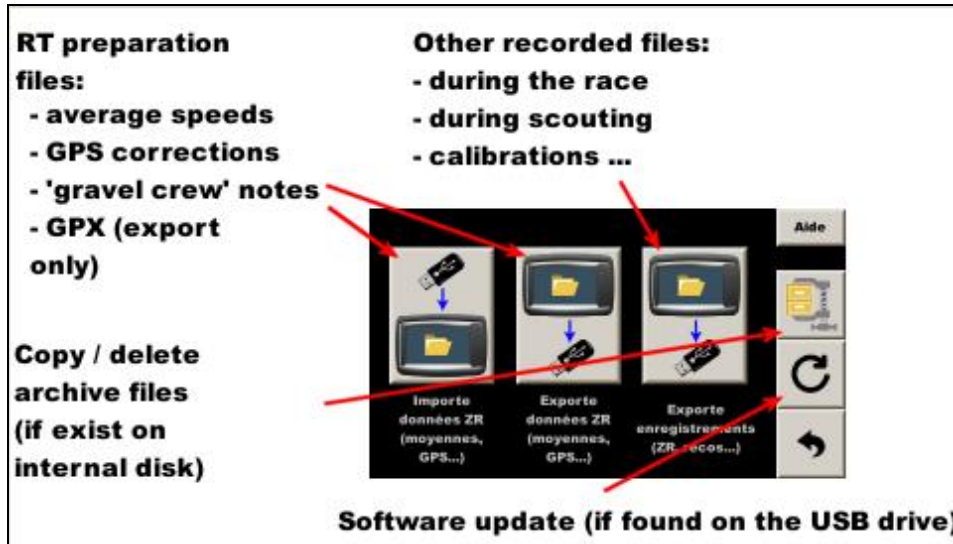 RT preparation
files:
- average speeds
- GPS corrections
- 'gravel crew' notes
- GPX (export
only)
Other recorded files:
- during the race
- during scouting
- calibrations ...
Copy / delete
archive files
(if exist on
internal disk)
Aide
Importe
données ZR
(moyennes,
GPS...)
Exporte
données ZR
(moyennes,
GPS...)
Exporte
enregistrements
(ZR, recos...)
Software update (if found on the USB drive)